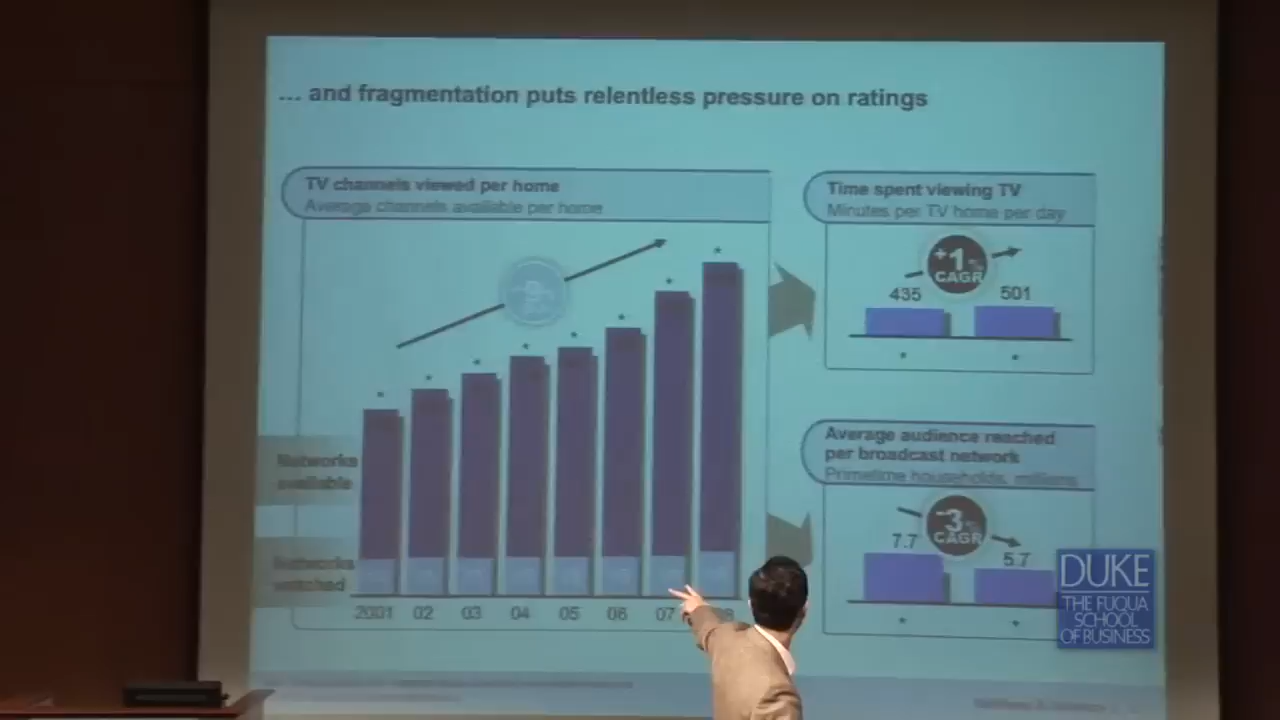 ... and fragmentation puts relentless pressure on ratings
TV channels viewed per home
Average channels available per home
Networks
available
Networks
watched
2001 02 03 04 05 06 07 08
Time spent viewing TV
Minutes per TV home per day
+1%
CAGR
435 501
Average audience reached
per broadcast network
Primetime households, millions
-3%
CAGR
7.7 5.7
DUKE
THE FUQUA
SCHOOL
OF BUSINESS